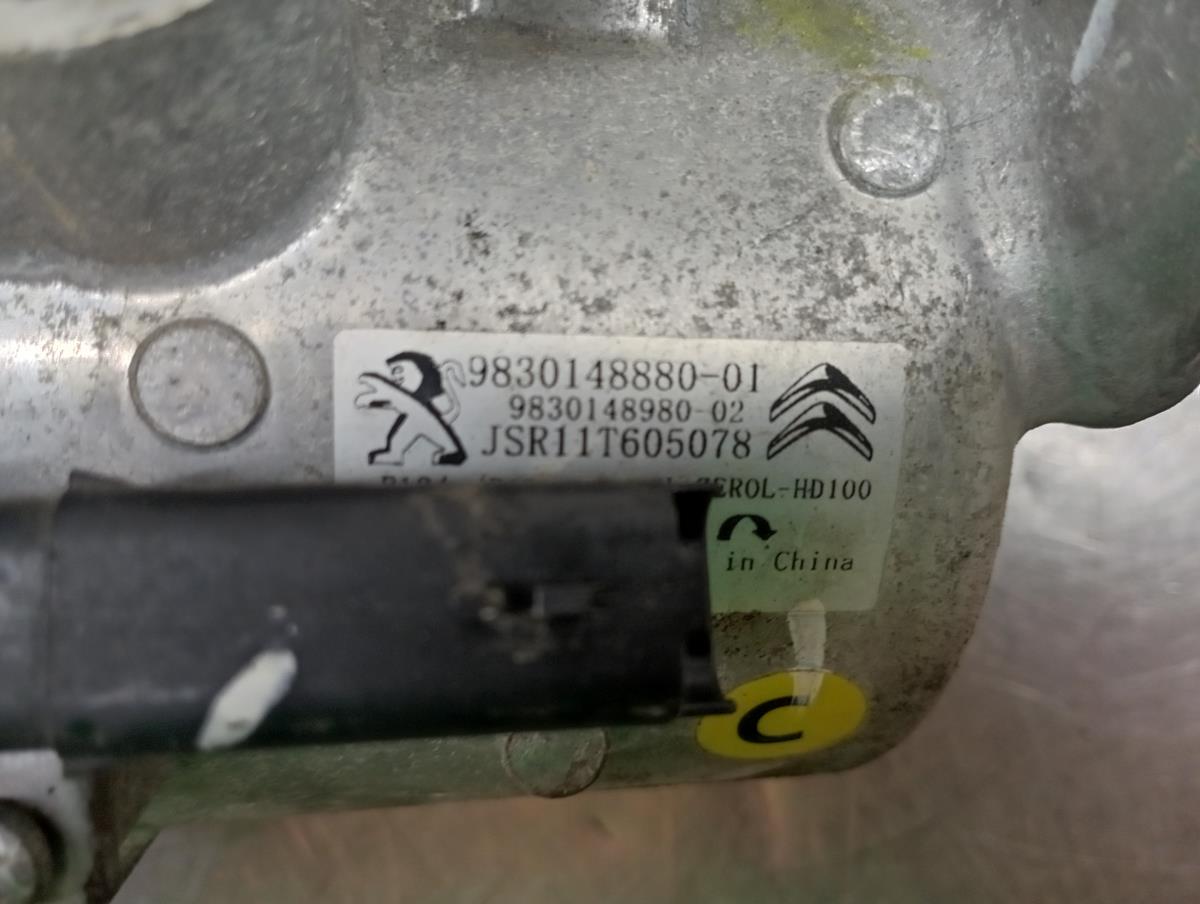 9830148880-01
9830148980-02
JSR11T605078
ZEROL-HD100
in China
C